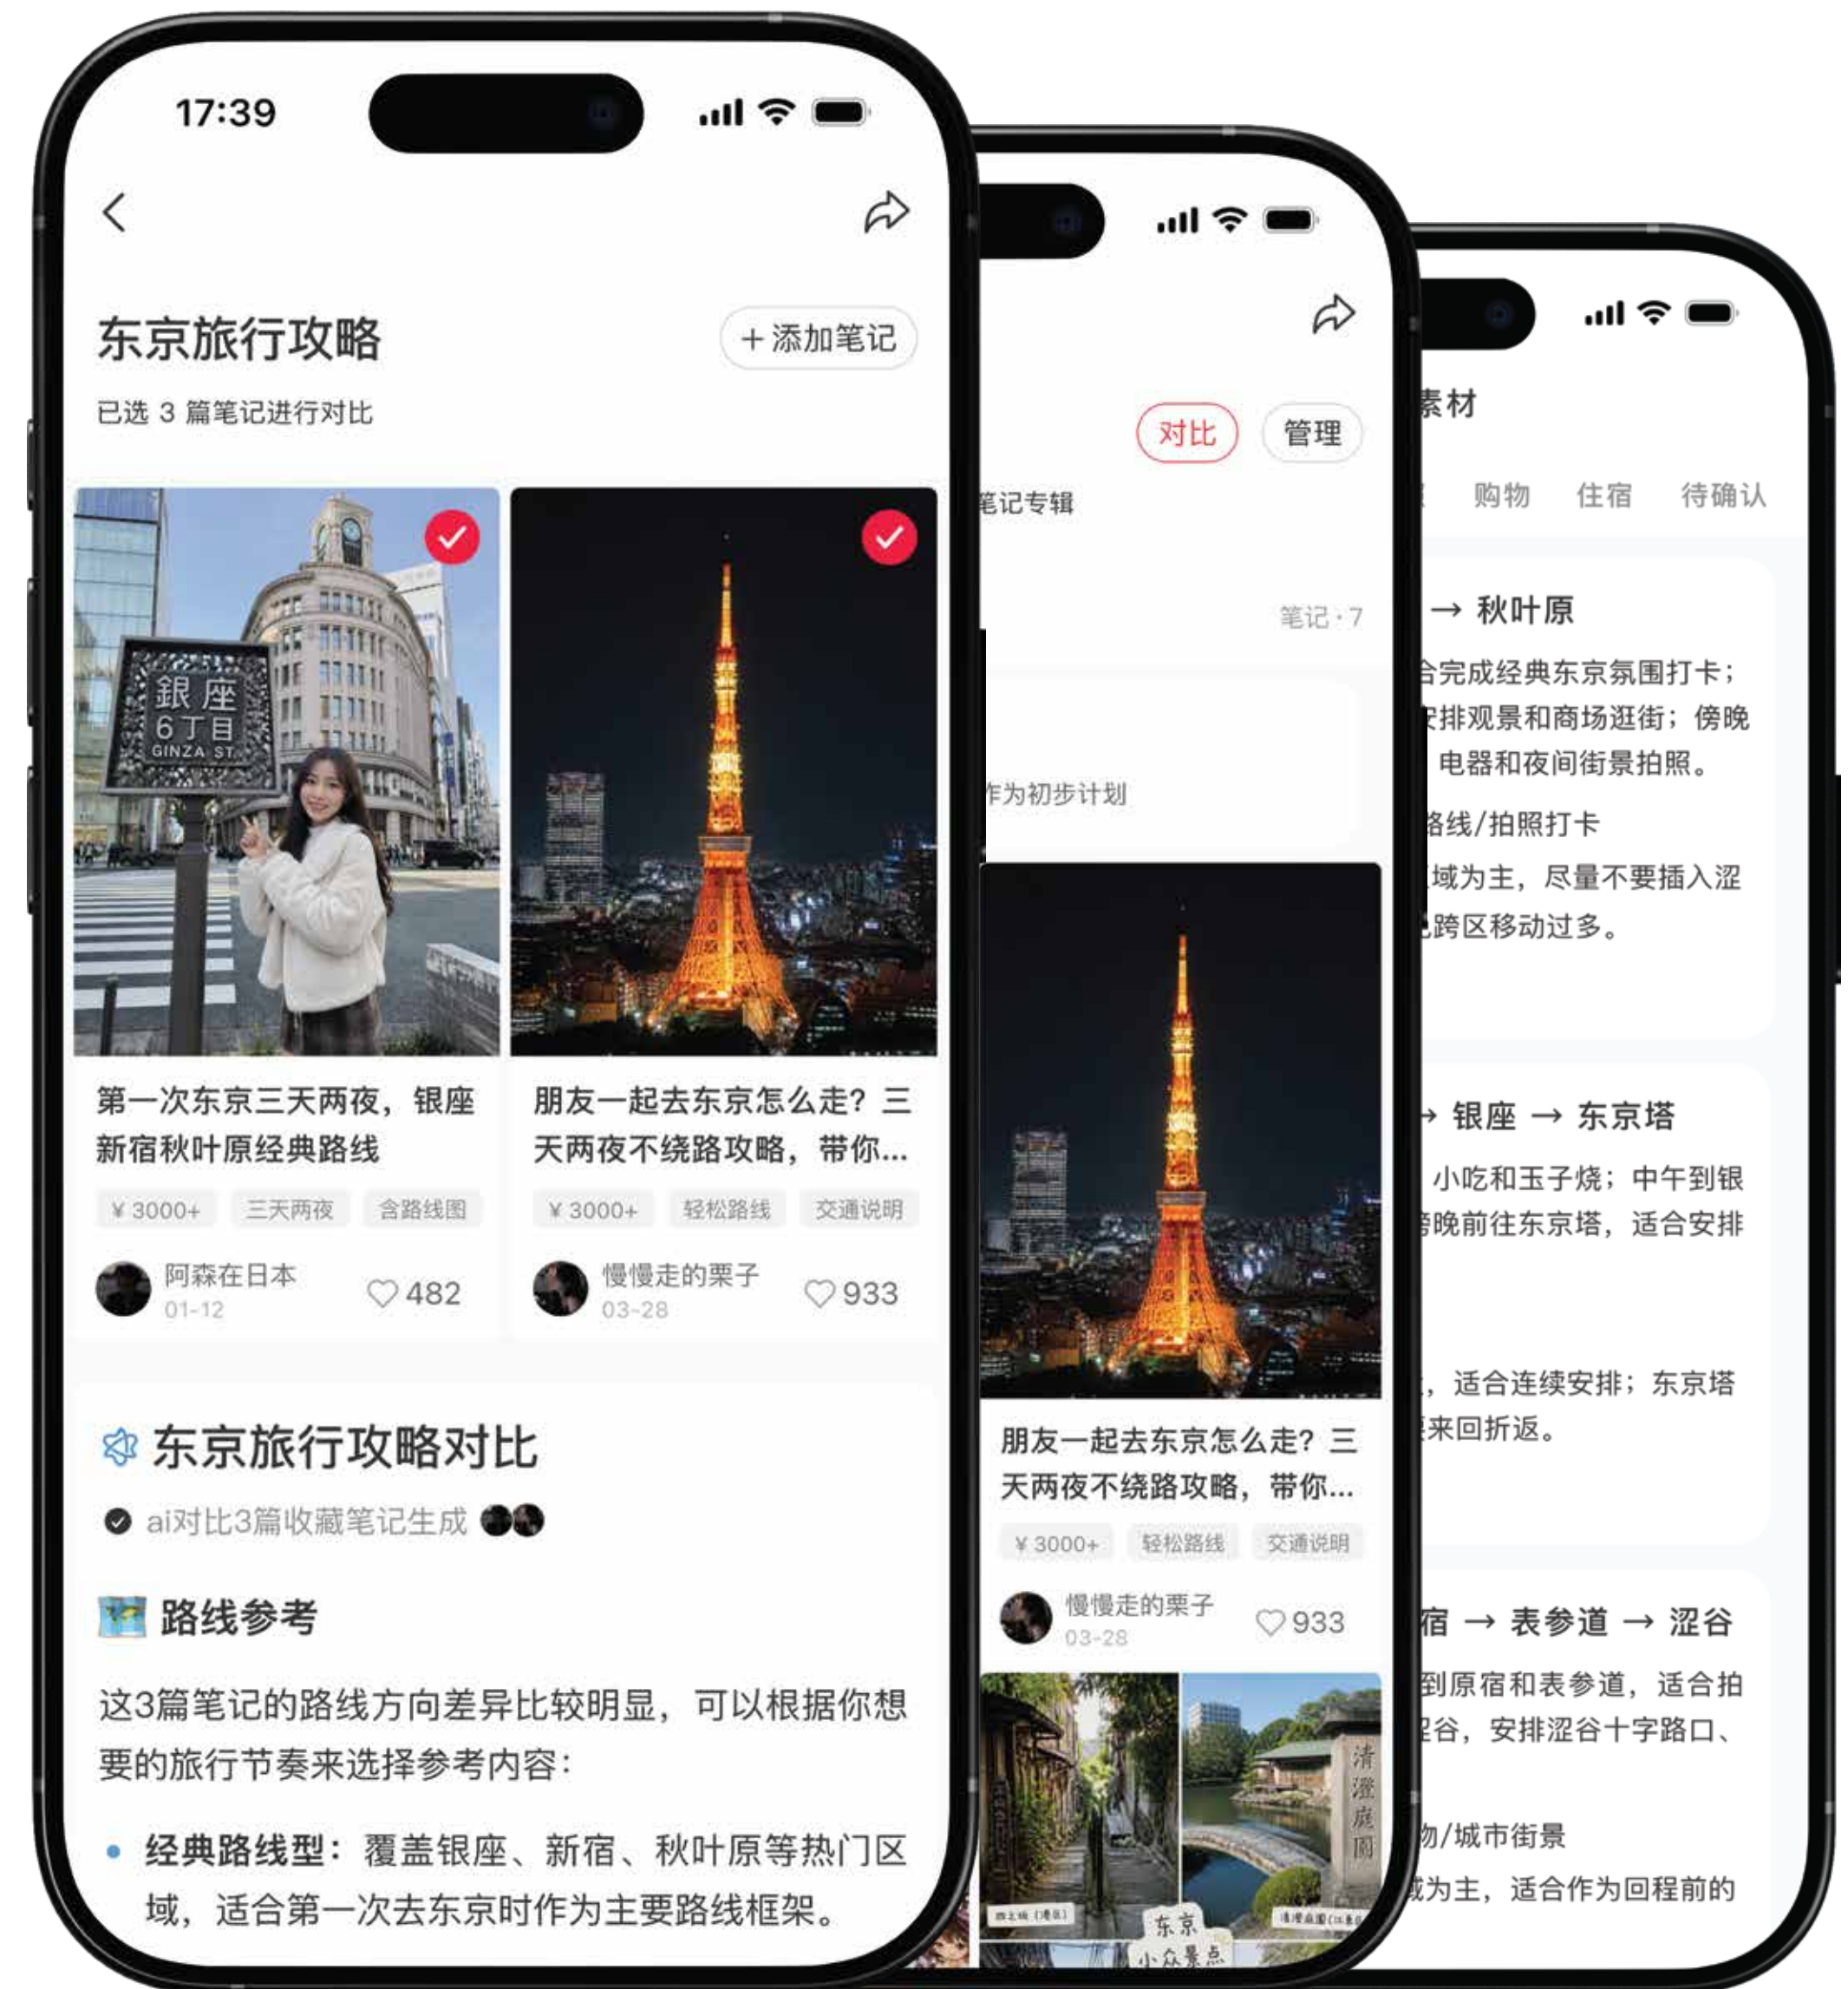 17:39
东京旅行攻略
+添加笔记
已选 3 篇笔记进行对比
銀座
6丁目
GINZA ST.
第一次东京三天两夜，银座
新宿秋叶原经典路线
¥ 3000+ 三天两夜 含路线图
阿森在日本
01-12
482
朋友一起去东京怎么走？三
天两夜不绕路攻略，带你...
¥ 3000+ 轻松路线 交通说明
慢慢走的栗子
03-28
933
东京旅行攻略对比
ai对比3篇收藏笔记生成
路线参考
这3篇笔记的路线方向差异比较明显，可以根据你想
要的旅行节奏来选择参考内容：
• 经典路线型：覆盖银座、新宿、秋叶原等热门区
域，适合第一次去东京时作为主要路线框架。
对比 管理
笔记专辑
笔记 · 7
作为初步计划
朋友一起去东京怎么走？三
天两夜不绕路攻略，带你...
¥ 3000+ 轻松路线 交通说明
慢慢走的栗子
03-28
933
清澄庭園
东京
小众景点
素材
购物 住宿 待确认
→ 秋叶原
合完成经典东京氛围打卡；
安排观景和商场逛街；傍晚
电器和夜间街景拍照。
路线/拍照打卡
域为主，尽量不要插入涩
跨区移动过多。
→ 银座 → 东京塔
小吃和玉子烧；中午到银
傍晚前往东京塔，适合安排
，适合连续安排；东京塔
来回折返。
宿 → 表参道 → 涩谷
到原宿和表参道，适合拍
涩谷，安排涩谷十字路口、
物/城市街景
域为主，适合作为回程前的